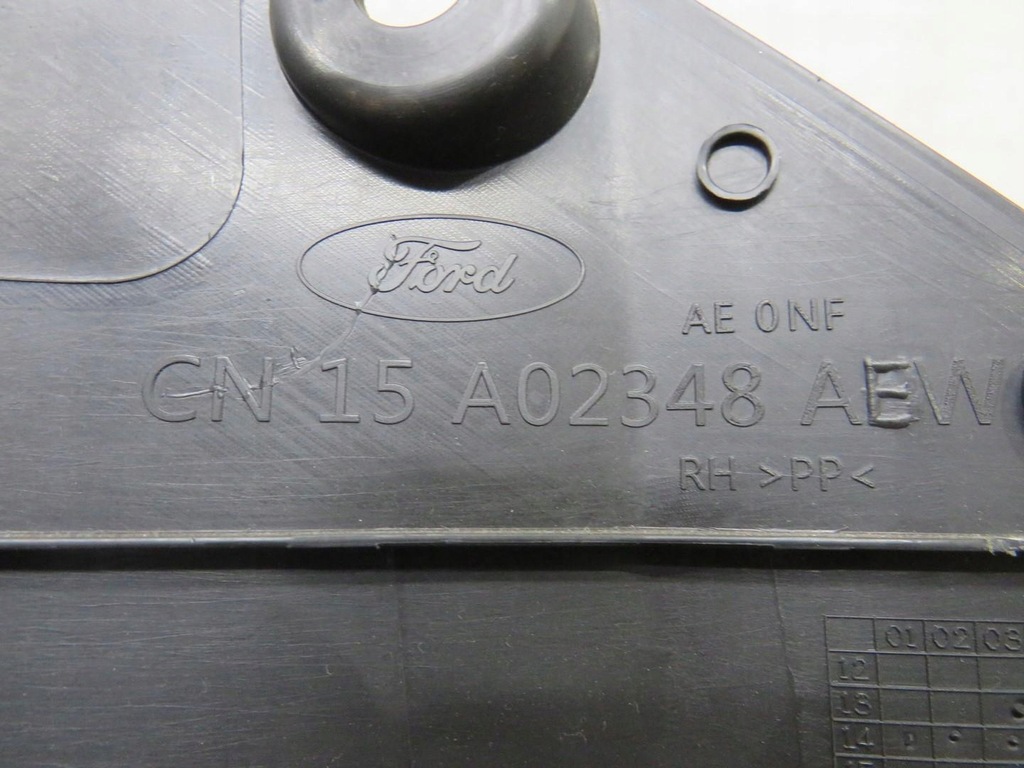 Ford
AE 0NF
CN 15 A02348 AEW
RH >PP<
01 02 03
12
13
14